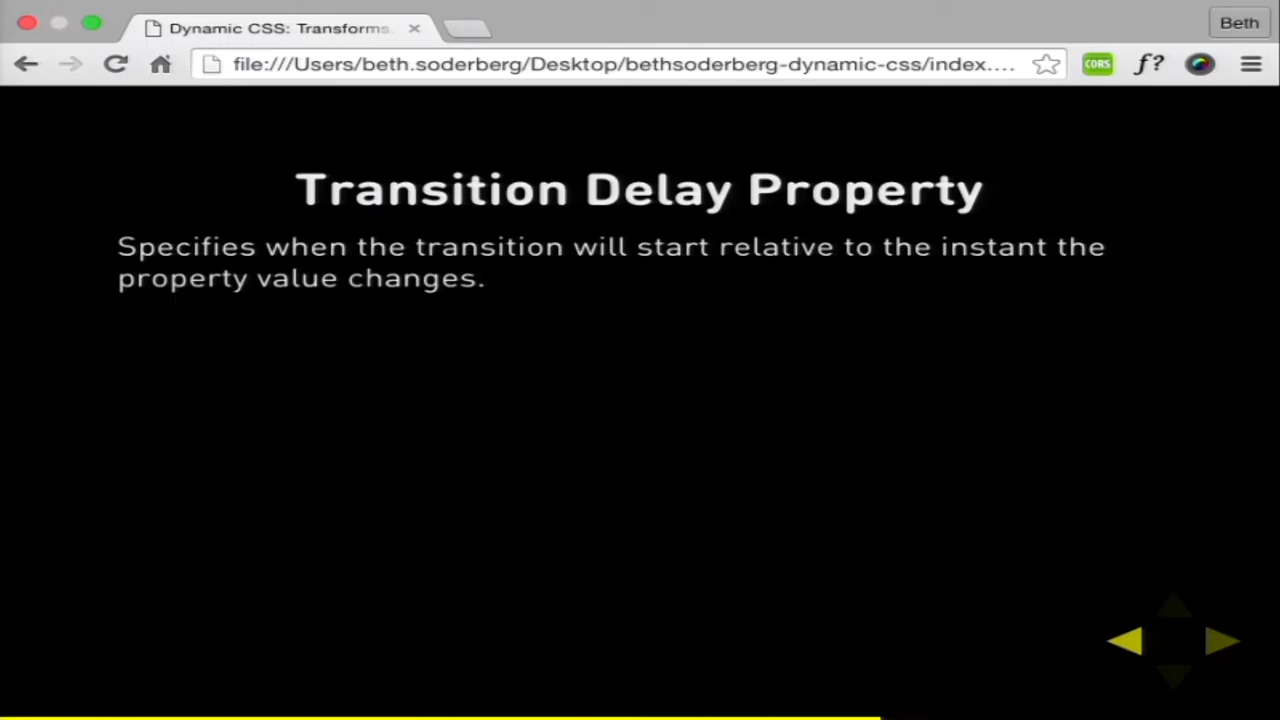 Dynamic CSS: Transforms
Beth
file:///Users/beth.soderberg/Desktop/bethsoderberg-dynamic-css/index....
CORS
f?
Transition Delay Property
Specifies when the transition will start relative to the instant the
property value changes.